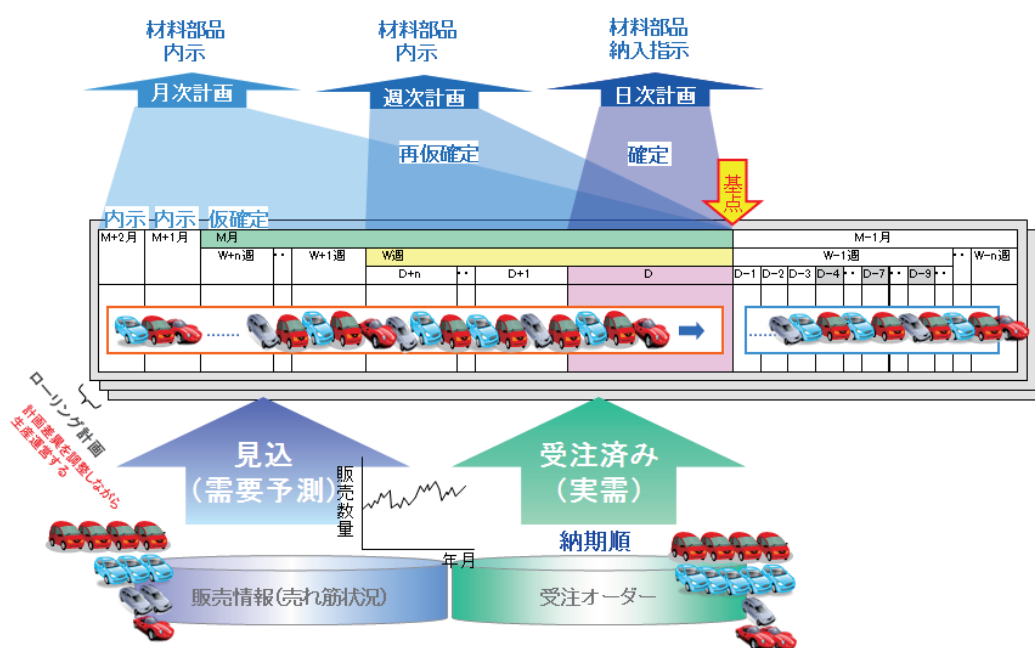 材料部品
内示
材料部品
内示
材料部品
納入指示
月次計画
週次計画
日次計画
再仮確定
確定
基点
内示
内示
仮確定
M+2月
M+1月
M月
M-1月
W+n週
‥
W+1週
W週
W-1週
‥
W-n週
D+n
‥
D+1
D
D-1
D-2
D-3
D-4
‥
D-7
‥
D-9
‥
……
……
ローリング計画
計画差異を調整しながら
生産運営する
見込
(需要予測)
受注済み
(実需)
販売数量
年月
納期順
販売情報(売れ筋状況)
受注オーダー